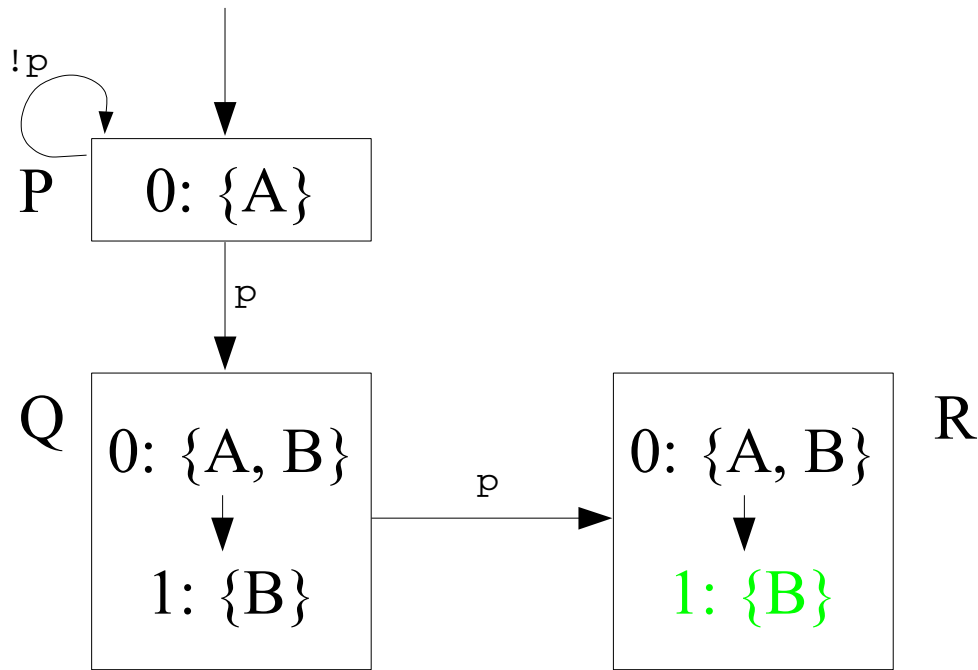 !p
P
0: {A}
p
Q
0: {A, B}
1: {B}
p
0: {A, B}
1: {B}
R